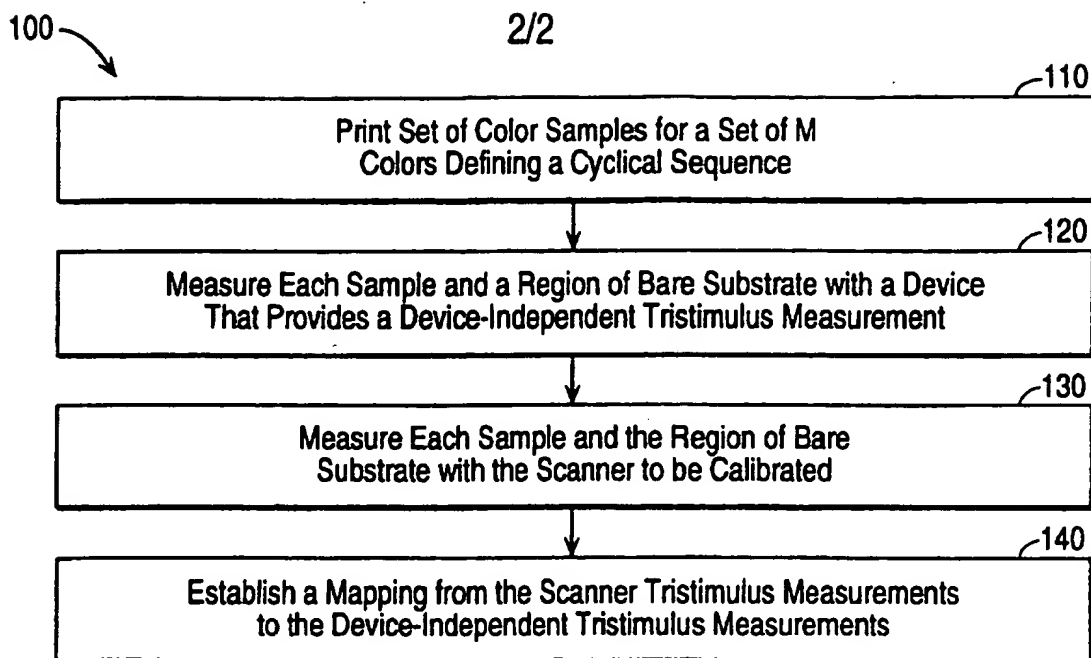 100
2/2
110
Print Set of Color Samples for a Set of M
Colors Defining a Cyclical Sequence
120
Measure Each Sample and a Region of Bare Substrate with a Device
That Provides a Device-Independent Tristimulus Measurement
130
Measure Each Sample and the Region of Bare
Substrate with the Scanner to be Calibrated
140
Establish a Mapping from the Scanner Tristimulus Measurements
to the Device-Independent Tristimulus Measurements